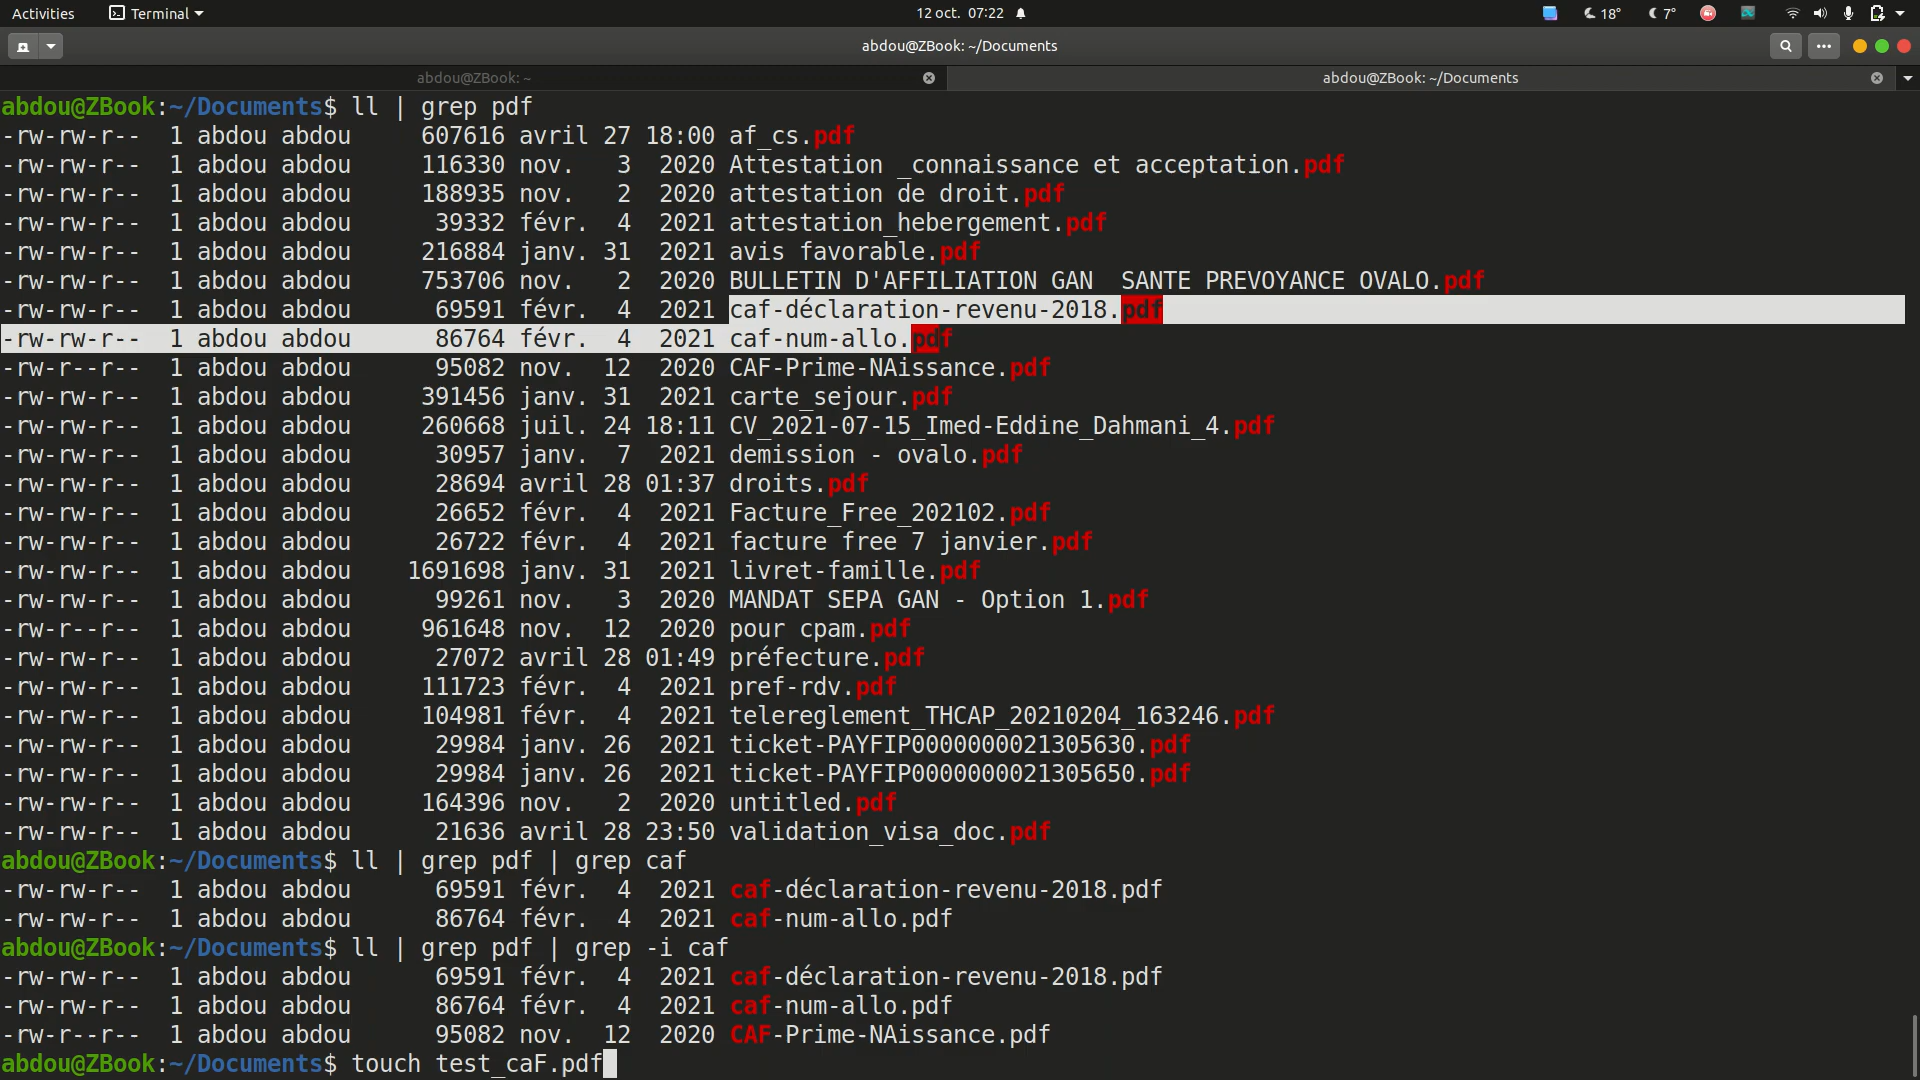 Activities Terminal 12 oct. 07:22 18° 7°
abdou@ZBook: ~/Documents
abdou@ZBook: ~ abdou@ZBook: ~/Documents
abdou@ZBook:~/Documents$ ll | grep pdf
-rw-rw-r--  1 abdou abdou     607616 avril 27 18:00 af_cs.pdf
-rw-rw-r--  1 abdou abdou     116330 nov.   3  2020 Attestation _connaissance et acceptation.pdf
-rw-rw-r--  1 abdou abdou     188935 nov.   2  2020 attestation de droit.pdf
-rw-rw-r--  1 abdou abdou      39332 févr.  4  2021 attestation_hebergement.pdf
-rw-rw-r--  1 abdou abdou     216884 janv. 31  2021 avis favorable.pdf
-rw-rw-r--  1 abdou abdou     753706 nov.   2  2020 BULLETIN D'AFFILIATION GAN  SANTE PREVOYANCE OVALO.pdf
-rw-rw-r--  1 abdou abdou      69591 févr.  4  2021 caf-déclaration-revenu-2018.pdf
-rw-rw-r--  1 abdou abdou      86764 févr.  4  2021 caf-num-allo.pdf
-rw-r--r--  1 abdou abdou      95082 nov.  12  2020 CAF-Prime-NAissance.pdf
-rw-rw-r--  1 abdou abdou     391456 janv. 31  2021 carte_sejour.pdf
-rw-rw-r--  1 abdou abdou     260668 juil. 24 18:11 CV_2021-07-15_Imed-Eddine_Dahmani_4.pdf
-rw-rw-r--  1 abdou abdou      30957 janv.  7  2021 demission - ovalo.pdf
-rw-rw-r--  1 abdou abdou      28694 avril 28 01:37 droits.pdf
-rw-rw-r--  1 abdou abdou      26652 févr.  4  2021 Facture_Free_202102.pdf
-rw-rw-r--  1 abdou abdou      26722 févr.  4  2021 facture free 7 janvier.pdf
-rw-rw-r--  1 abdou abdou    1691698 janv. 31  2021 livret-famille.pdf
-rw-rw-r--  1 abdou abdou      99261 nov.   3  2020 MANDAT SEPA GAN - Option 1.pdf
-rw-r--r--  1 abdou abdou     961648 nov.  12  2020 pour cpam.pdf
-rw-rw-r--  1 abdou abdou      27072 avril 28 01:49 préfecture.pdf
-rw-rw-r--  1 abdou abdou     111723 févr.  4  2021 pref-rdv.pdf
-rw-rw-r--  1 abdou abdou     104981 févr.  4  2021 telereglement_THCAP_20210204_163246.pdf
-rw-rw-r--  1 abdou abdou      29984 janv. 26  2021 ticket-PAYFIP0000000021305630.pdf
-rw-rw-r--  1 abdou abdou      29984 janv. 26  2021 ticket-PAYFIP0000000021305650.pdf
-rw-rw-r--  1 abdou abdou     164396 nov.   2  2020 untitled.pdf
-rw-rw-r--  1 abdou abdou      21636 avril 28 23:50 validation_visa_doc.pdf
abdou@ZBook:~/Documents$ ll | grep pdf | grep caf
-rw-rw-r--  1 abdou abdou      69591 févr.  4  2021 caf-déclaration-revenu-2018.pdf
-rw-rw-r--  1 abdou abdou      86764 févr.  4  2021 caf-num-allo.pdf
abdou@ZBook:~/Documents$ ll | grep pdf | grep -i caf
-rw-rw-r--  1 abdou abdou      69591 févr.  4  2021 caf-déclaration-revenu-2018.pdf
-rw-rw-r--  1 abdou abdou      86764 févr.  4  2021 caf-num-allo.pdf
-rw-r--r--  1 abdou abdou      95082 nov.  12  2020 CAF-Prime-NAissance.pdf
abdou@ZBook:~/Documents$ touch test_caF.pdf